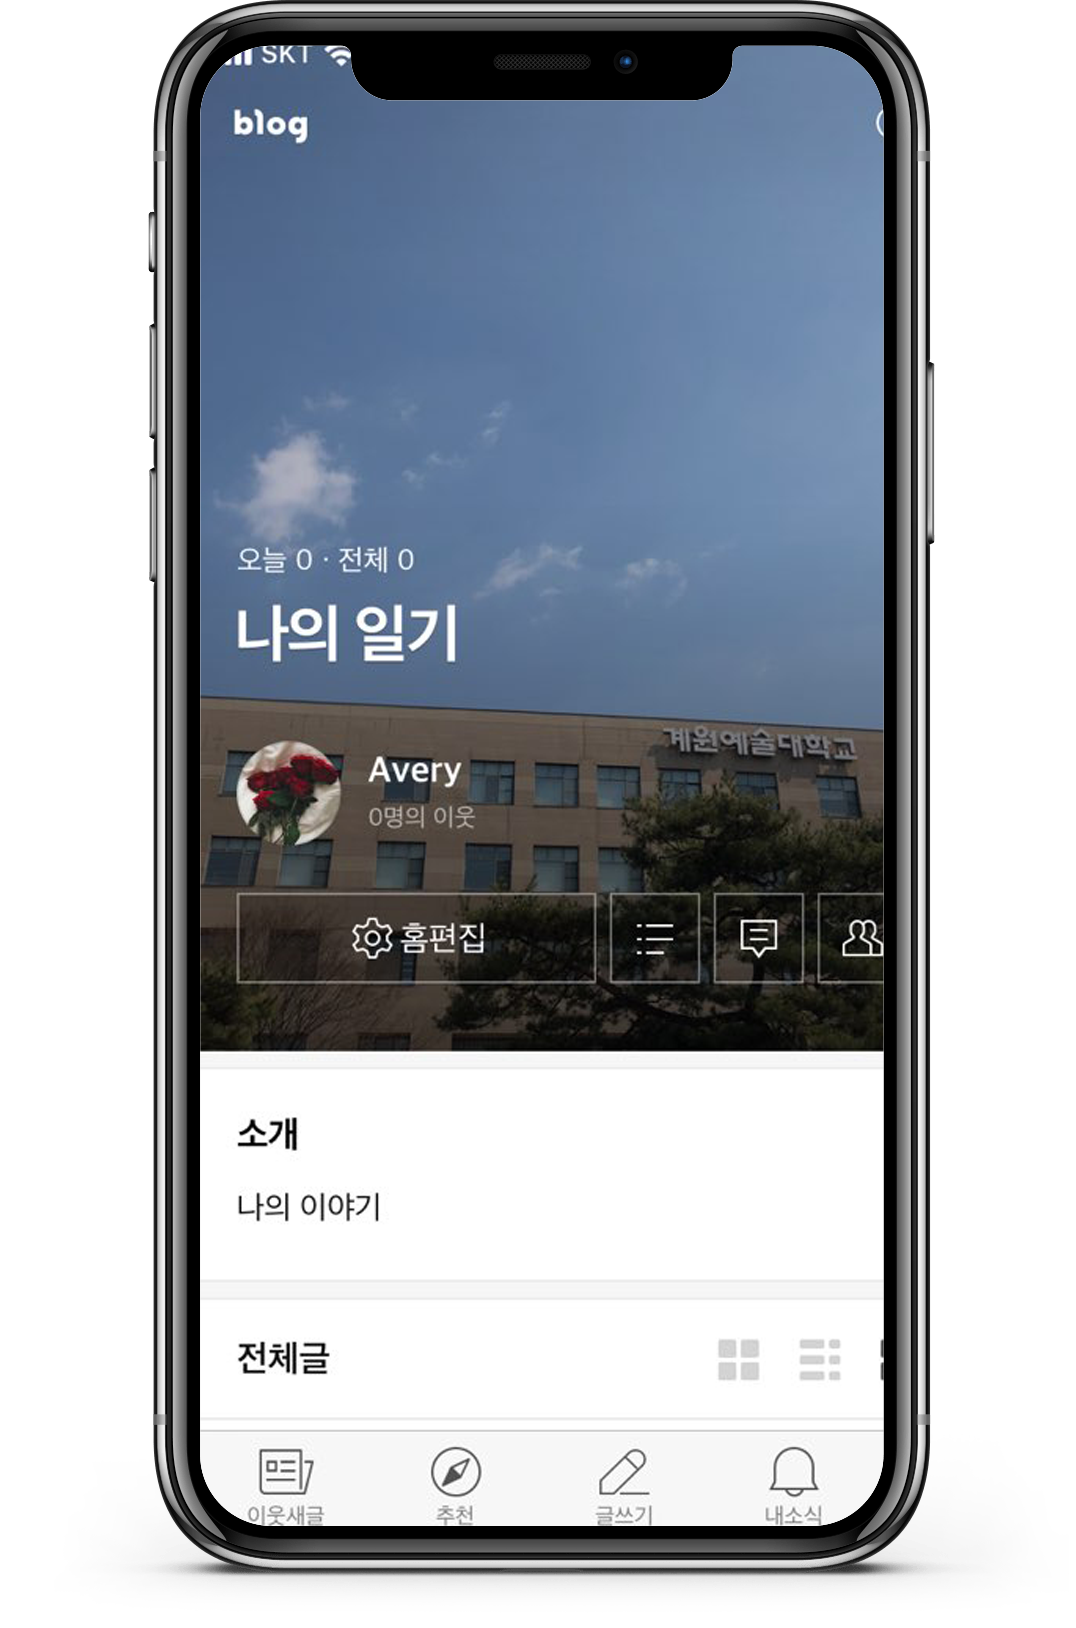 SKT
blog
오늘 0 · 전체 0
나의 일기
계원예술대학교
Avery
0명의 이웃
홈편집
소개
나의 이야기
전체글
이웃새글 추천 글쓰기 내소식